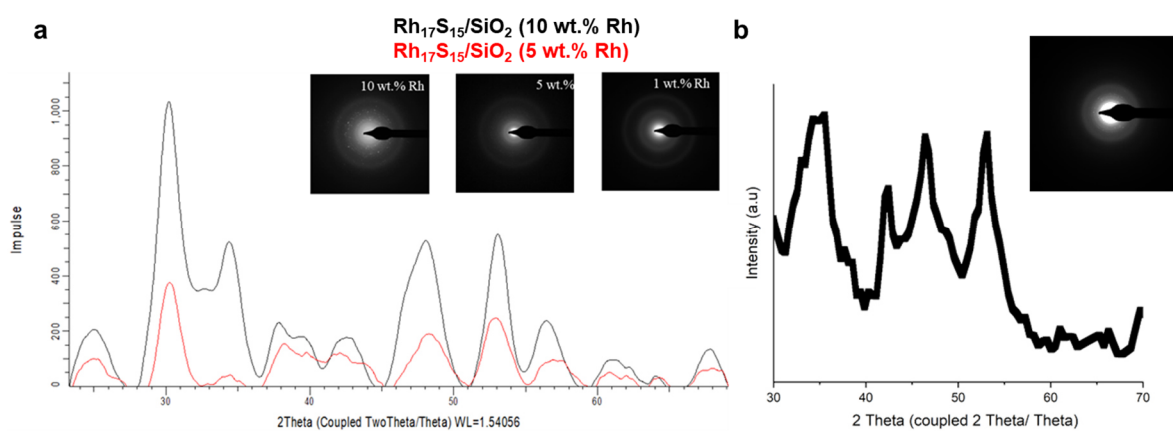 a
Rh17S15/SiO2 (10 wt.% Rh)
Rh17S15/SiO2 (5 wt.% Rh)
10 wt.% Rh
5 wt.%
1 wt.% Rh
1,000
800
600
400
200
0
Impulse
30
40
50
60
2Theta (Coupled TwoTheta/Theta) WL=1.54056
b
Intensity (a.u)
30
40
50
60
70
2 Theta (coupled 2 Theta/ Theta)